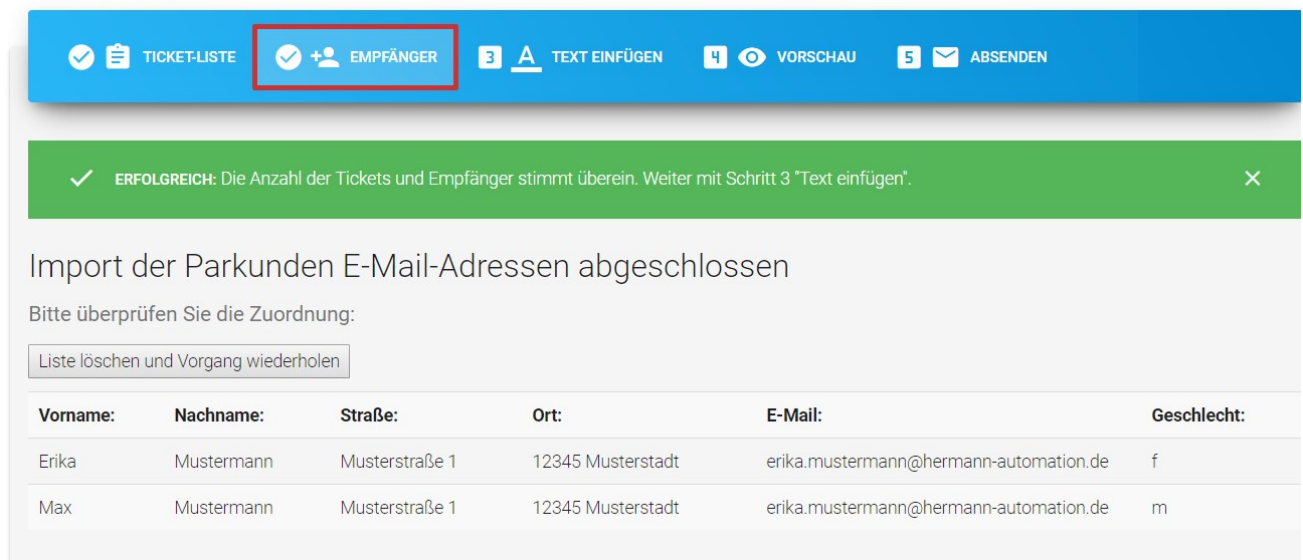 TICKET-LISTE EMPFÄNGER 3 A TEXT EINFÜGEN 4 VORSCHAU 5 ABSENDEN
ERFOLGREICH: Die Anzahl der Tickets und Empfänger stimmt überein. Weiter mit Schritt 3 "Text einfügen".
Import der Parkunden E-Mail-Adressen abgeschlossen
Bitte überprüfen Sie die Zuordnung:
Liste löschen und Vorgang wiederholen
Vorname: Nachname: Straße: Ort: E-Mail: Geschlecht:
Erika Mustermann Musterstraße 1 12345 Musterstadt erika.mustermann@hermann-automation.de f
Max Mustermann Musterstraße 1 12345 Musterstadt erika.mustermann@hermann-automation.de m